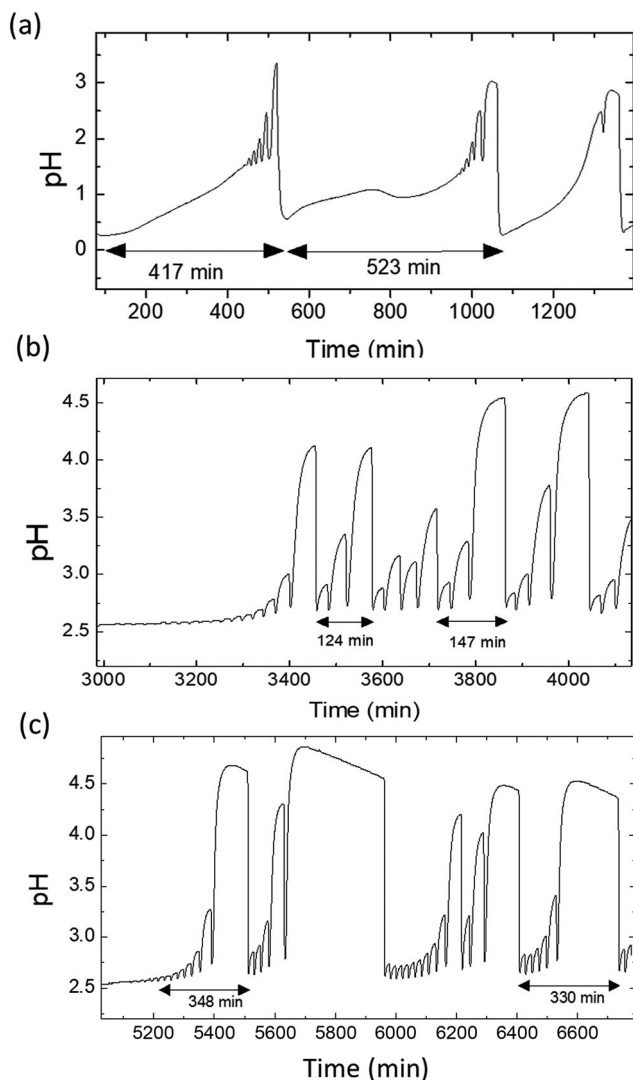 (a)
3
2
1
0
pH
417 min
523 min
200 400 600 800 1000 1200
Time (min)
(b)
4.5
4.0
3.5
3.0
2.5
pH
124 min
147 min
3000 3200 3400 3600 3800 4000
Time (min)
(c)
4.5
4.0
3.5
3.0
2.5
pH
348 min
330 min
5200 5400 5600 5800 6000 6200 6400 6600
Time (min)